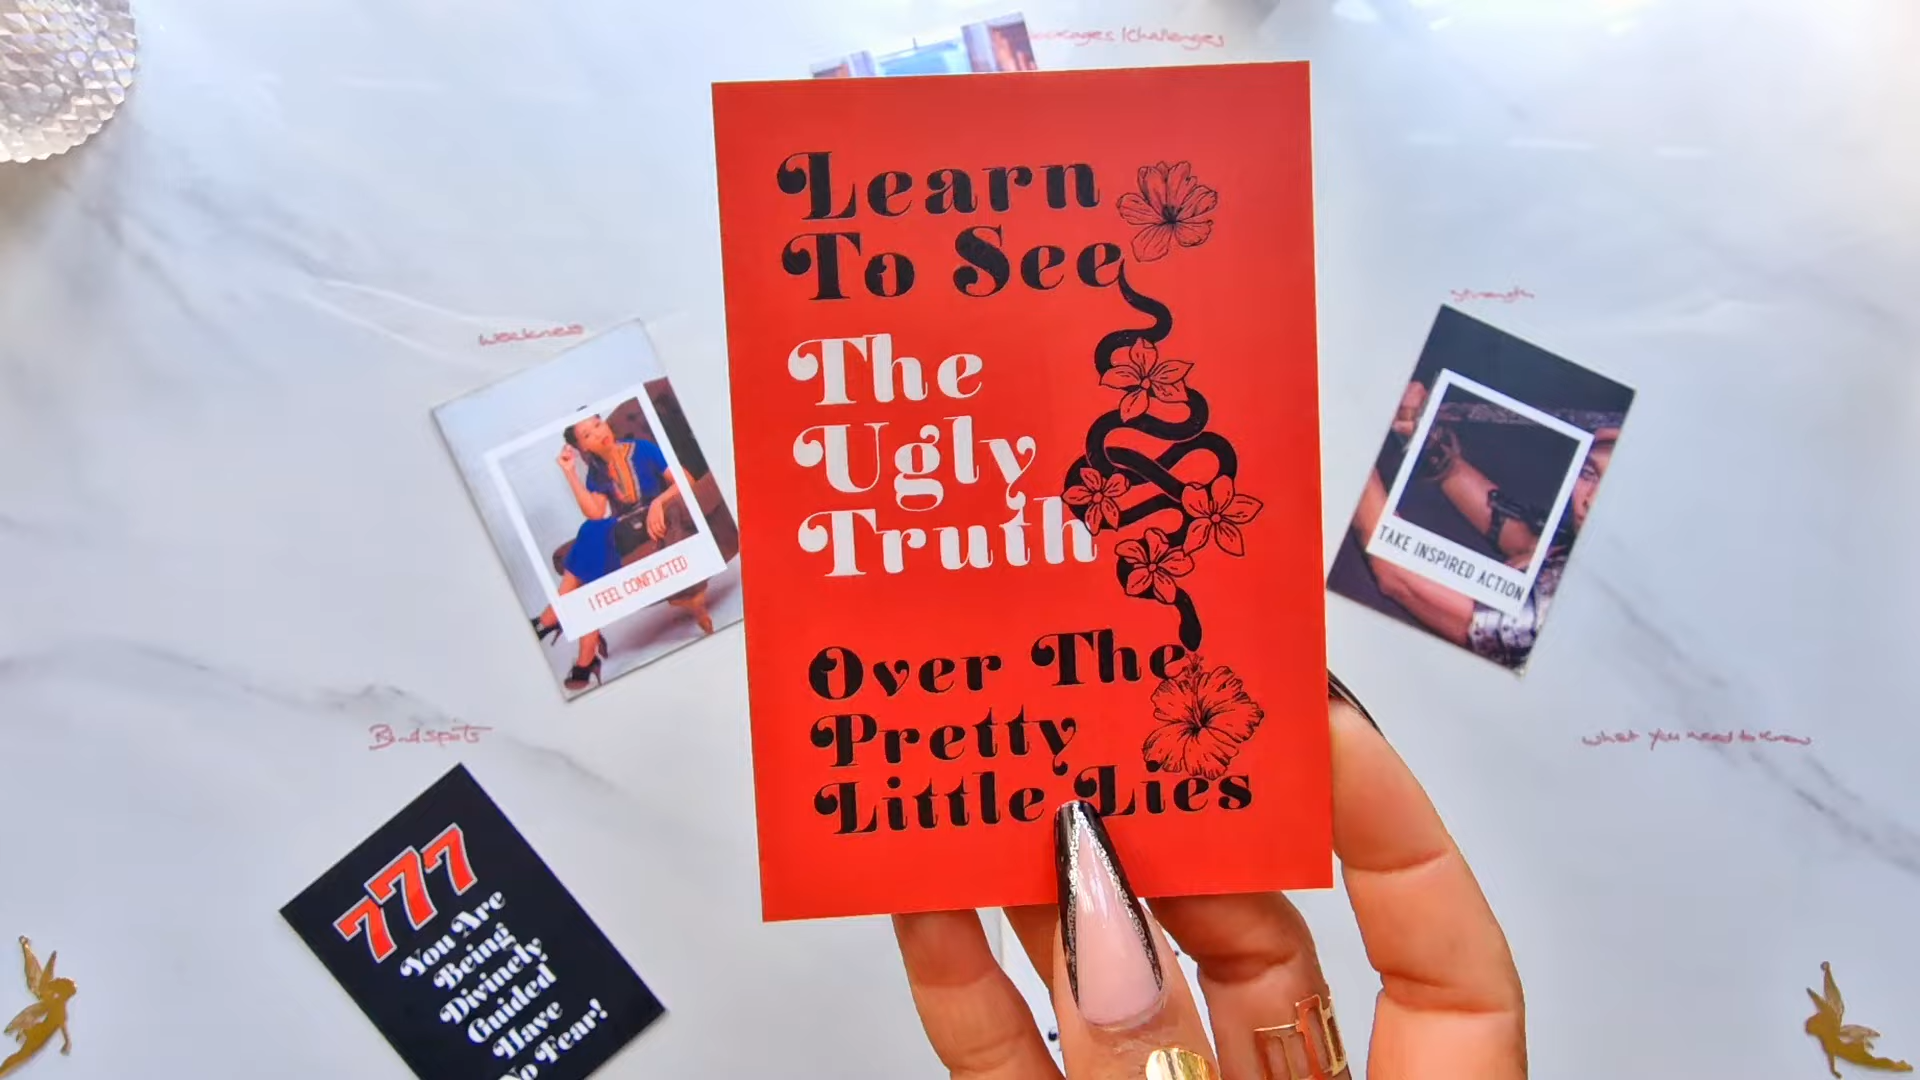 Challenges
Learn
To See
The
Ugly
Truth
Over The
Pretty
Little Lies
Weakness
I FEEL CONFLICTED
Strength
TAKE INSPIRED ACTION
Blindspots
What you need to know
777
You Are
Being
Divinely
Guided
Have
No Fear!